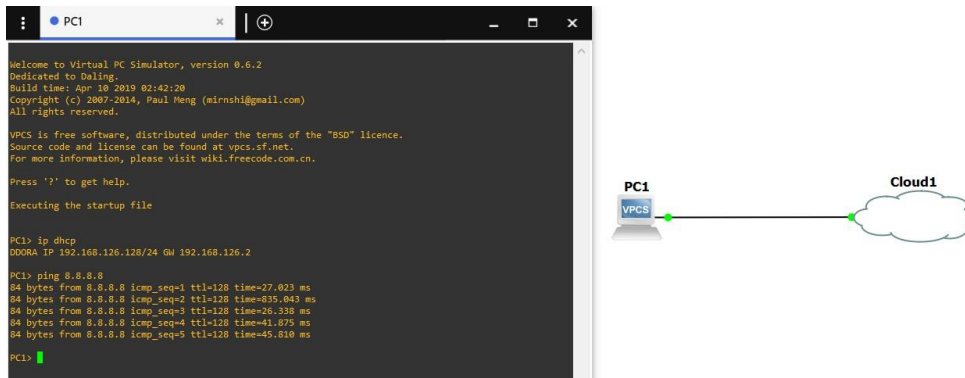 PC1
Welcome to Virtual PC Simulator, version 0.6.2
Dedicated to Daling.
Build time: Apr 10 2019 02:42:20
Copyright (c) 2007-2014, Paul Meng (mirnshi@gmail.com)
All rights reserved.
VPCS is free software, distributed under the terms of the "BSD" licence.
Source code and license can be found at vpcs.sf.net.
For more information, please visit wiki.freecode.com.cn.
Press '?' to get help.
Executing the startup file
PC1> ip dhcp
DDORA IP 192.168.126.128/24 GW 192.168.126.2
PC1> ping 8.8.8.8
84 bytes from 8.8.8.8 icmp_seq=1 ttl=128 time=27.023 ms
84 bytes from 8.8.8.8 icmp_seq=2 ttl=128 time=835.043 ms
84 bytes from 8.8.8.8 icmp_seq=3 ttl=128 time=26.338 ms
84 bytes from 8.8.8.8 icmp_seq=4 ttl=128 time=41.875 ms
84 bytes from 8.8.8.8 icmp_seq=5 ttl=128 time=45.810 ms
PC1>
PC1
VPCS
Cloud1